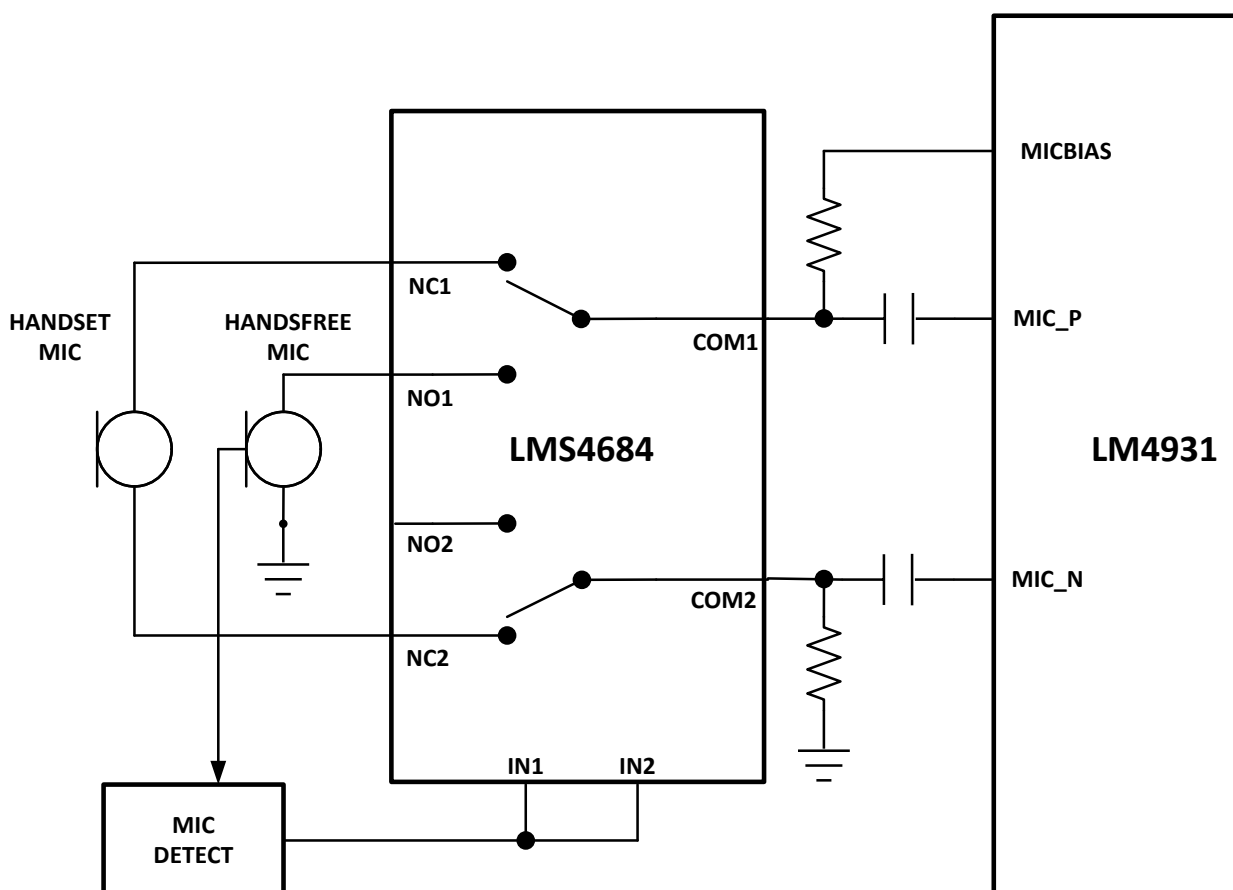 MICBIAS
NC1
HANDSET
MIC
HANDSFREE
MIC
COM1
MIC_P
NO1
LMS4684
LM4931
NO2
COM2
MIC_N
NC2
IN1
IN2
MIC
DETECT